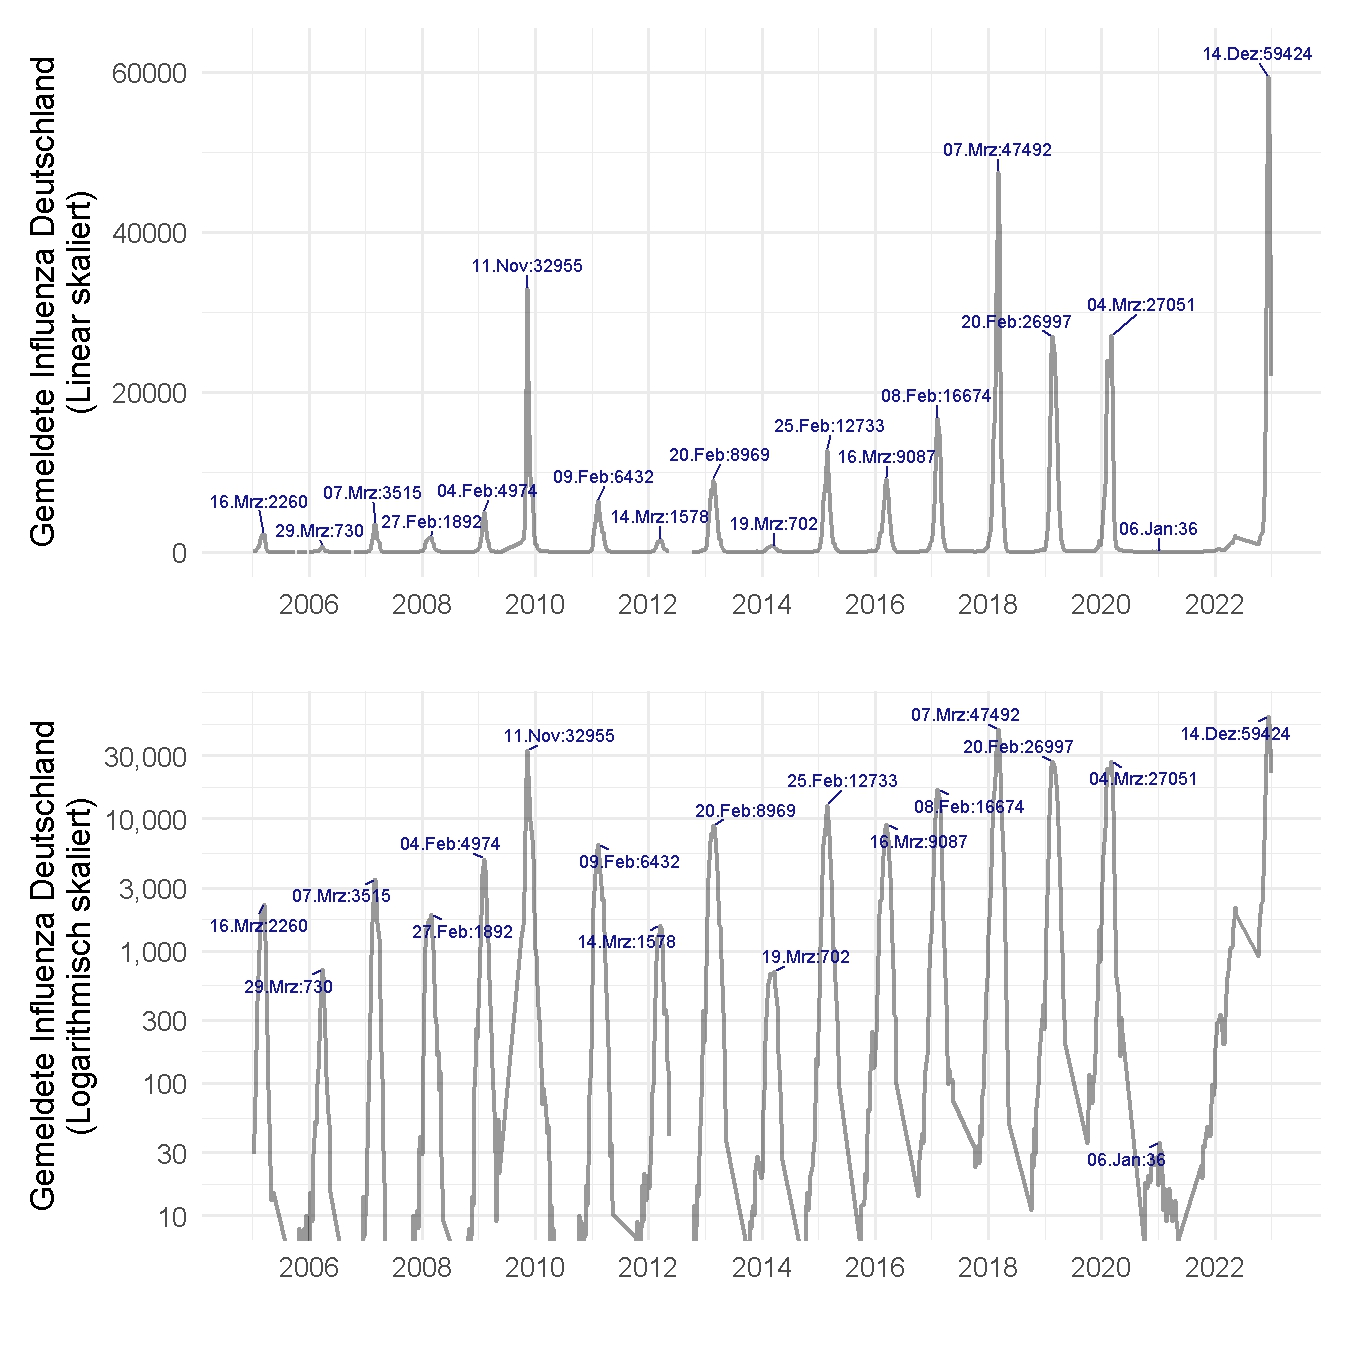 Gemeldete Influenza Deutschland
(Linear skaliert)
60000
40000
20000
0
14.Dez:59424
07.Mrz:47492
11.Nov:32955
04.Mrz:27051
20.Feb:26997
08.Feb:16674
25.Feb:12733
20.Feb:8969
16.Mrz:9087
09.Feb:6432
07.Mrz:3515
04.Feb:4974
16.Mrz:2260
14.Mrz:1578
27.Feb:1892
19.Mrz:702
29.Mrz:730
06.Jan:36
2006 2008 2010 2012 2014 2016 2018 2020 2022
Gemeldete Influenza Deutschland
(Logarithmisch skaliert)
30,000
10,000
3,000
1,000
300
100
30
10
07.Mrz:47492
14.Dez:59424
11.Nov:32955
20.Feb:26997
04.Mrz:27051
25.Feb:12733
08.Feb:16674
20.Feb:8969
16.Mrz:9087
04.Feb:4974
09.Feb:6432
07.Mrz:3515
16.Mrz:2260
27.Feb:1892
14.Mrz:1578
19.Mrz:702
29.Mrz:730
06.Jan:36
2006 2008 2010 2012 2014 2016 2018 2020 2022